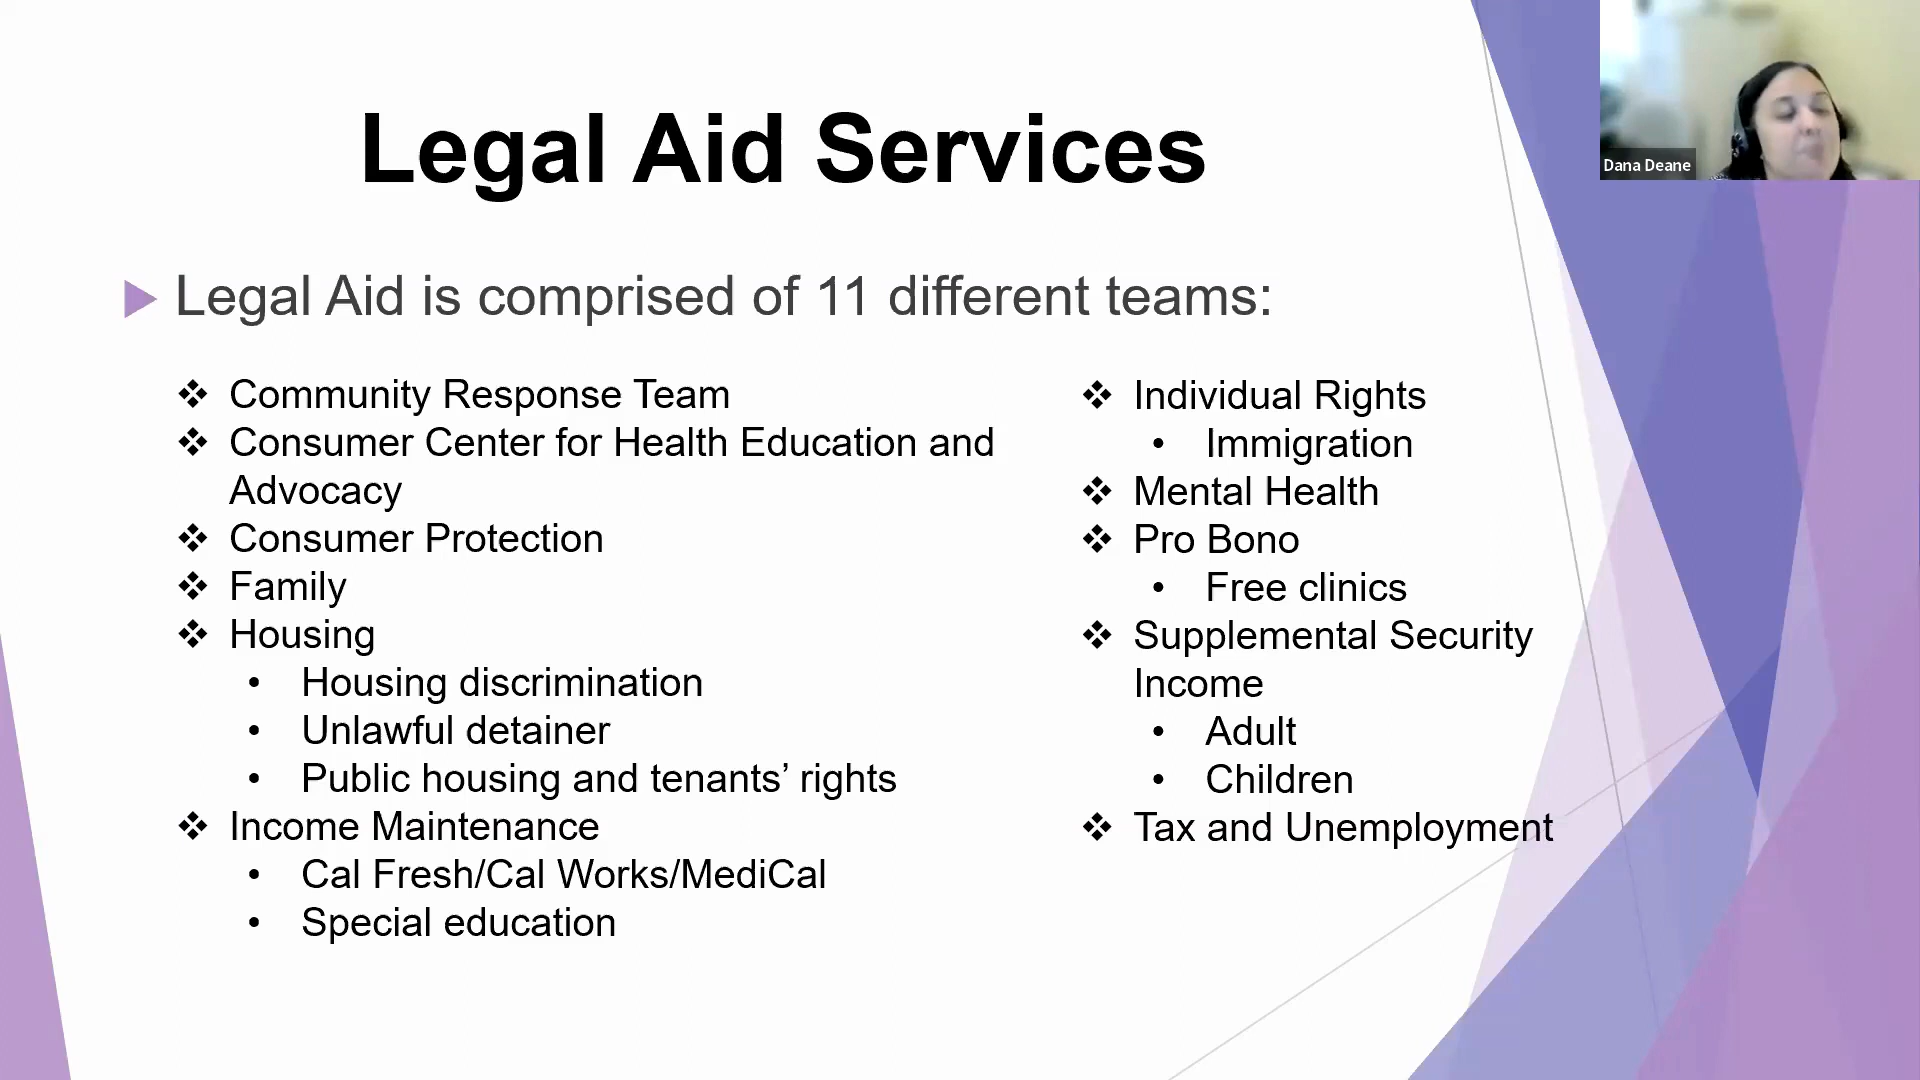 Legal Aid Services
Dana Deane
Legal Aid is comprised of 11 different teams:
❖ Community Response Team
❖ Consumer Center for Health Education and
Advocacy
❖ Consumer Protection
❖ Family
❖ Housing
• Housing discrimination
• Unlawful detainer
• Public housing and tenants’ rights
❖ Income Maintenance
• Cal Fresh/Cal Works/MediCal
• Special education
❖ Individual Rights
• Immigration
❖ Mental Health
❖ Pro Bono
• Free clinics
❖ Supplemental Security
Income
• Adult
• Children
❖ Tax and Unemployment